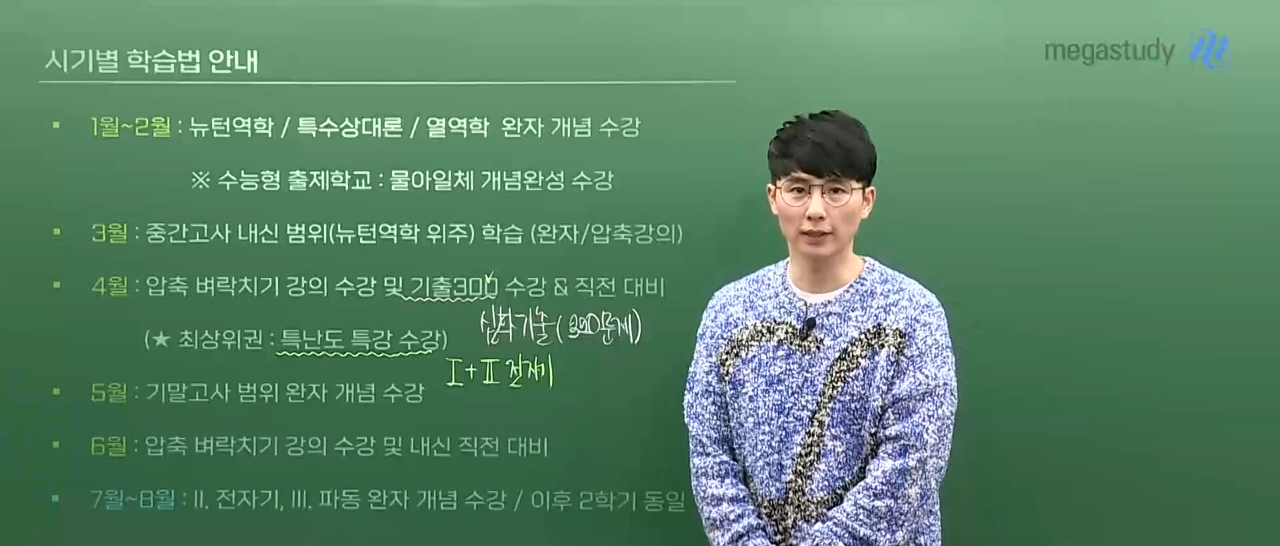 시기별 학습법 안내
megastudy
▪ 1월~2월 : 뉴턴역학 / 특수상대론 / 열역학 완자 개념 수강
※ 수능형 출제학교 : 물아일체 개념완성 수강
▪ 3월 : 중간고사 내신 범위(뉴턴역학 위주) 학습 (완자/압축강의)
▪ 4월 : 압축 벼락치기 강의 수강 및 기출300 수강 & 직전 대비
심화기출(300문제)
(★ 최상위권 : 특난도 특강 수강)
I+II 전자기
▪ 5월 : 기말고사 범위 완자 개념 수강
▪ 6월 : 압축 벼락치기 강의 수강 및 내신 직전 대비
▪ 7월~8월 : II. 전자기, III. 파동 완자 개념 수강 / 이후 2학기 동일